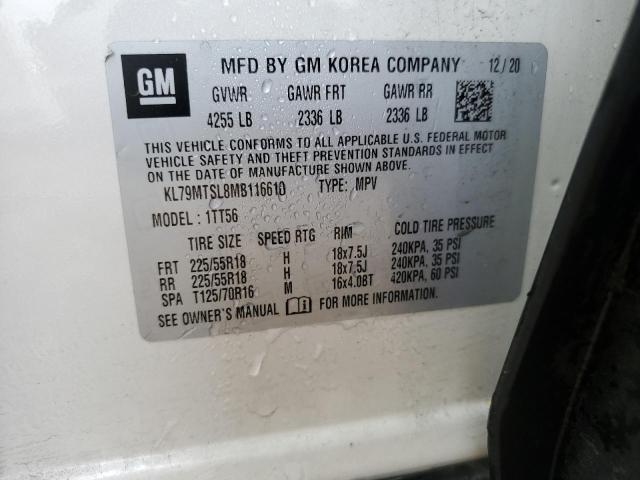 GM
MFD BY GM KOREA COMPANY 12/20
GVWR GAWR FRT GAWR RR
4255 LB 2336 LB 2336 LB
THIS VEHICLE CONFORMS TO ALL APPLICABLE U.S. FEDERAL MOTOR
VEHICLE SAFETY AND THEFT PREVENTION STANDARDS IN EFFECT
ON THE DATE OF MANUFACTURE SHOWN ABOVE.
KL79MTSL8MB116610 TYPE: MPV
MODEL: 1TT56
TIRE SIZE SPEED RTG RIM COLD TIRE PRESSURE
FRT 225/55R18 H 18x7.5J 240KPA, 35 PSI
RR 225/55R18 H 18x7.5J 240KPA, 35 PSI
SPA T125/70R16 M 16x4.0BT 420KPA, 60 PSI
SEE OWNER'S MANUAL FOR MORE INFORMATION.